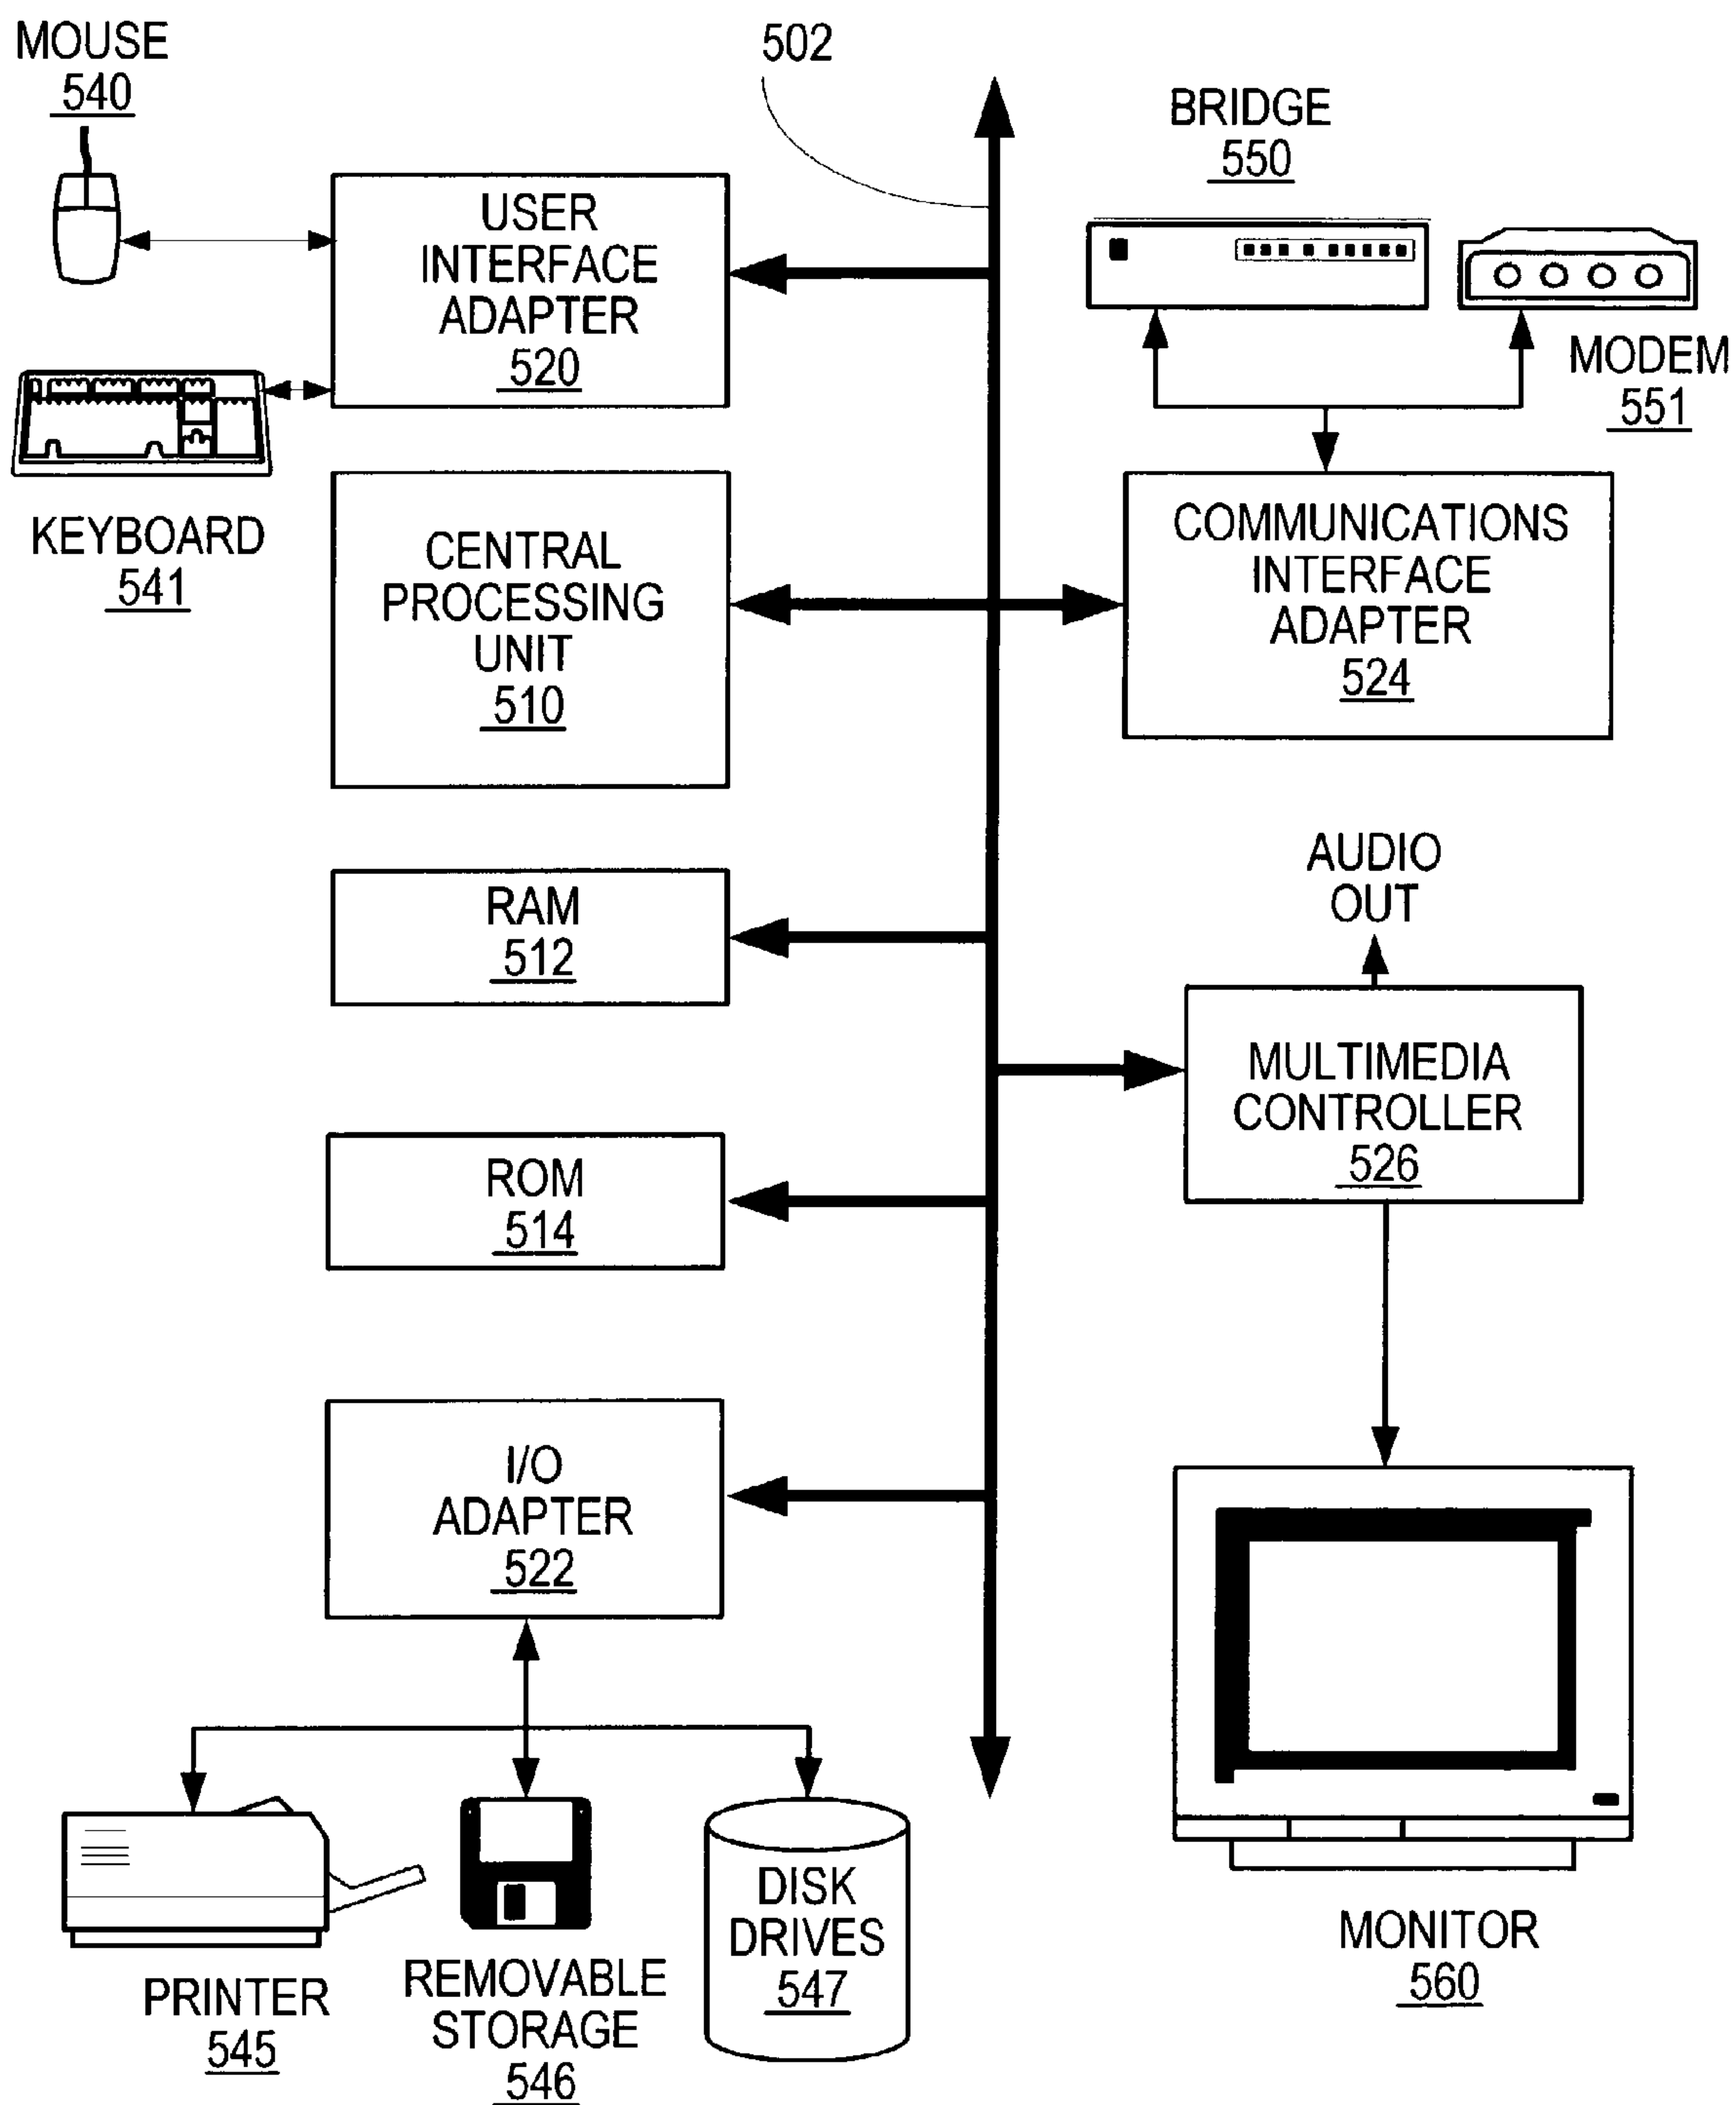 MOUSE
540
502
BRIDGE
550
USER
INTERFACE
ADAPTER
520
MODEM
551
KEYBOARD
541
CENTRAL
PROCESSING
UNIT
510
COMMUNICATIONS
INTERFACE
ADAPTER
524
RAM
512
AUDIO
OUT
MULTIMEDIA
CONTROLLER
526
ROM
514
I/O
ADAPTER
522
PRINTER
545
REMOVABLE
STORAGE
546
DISK
DRIVES
547
MONITOR
560